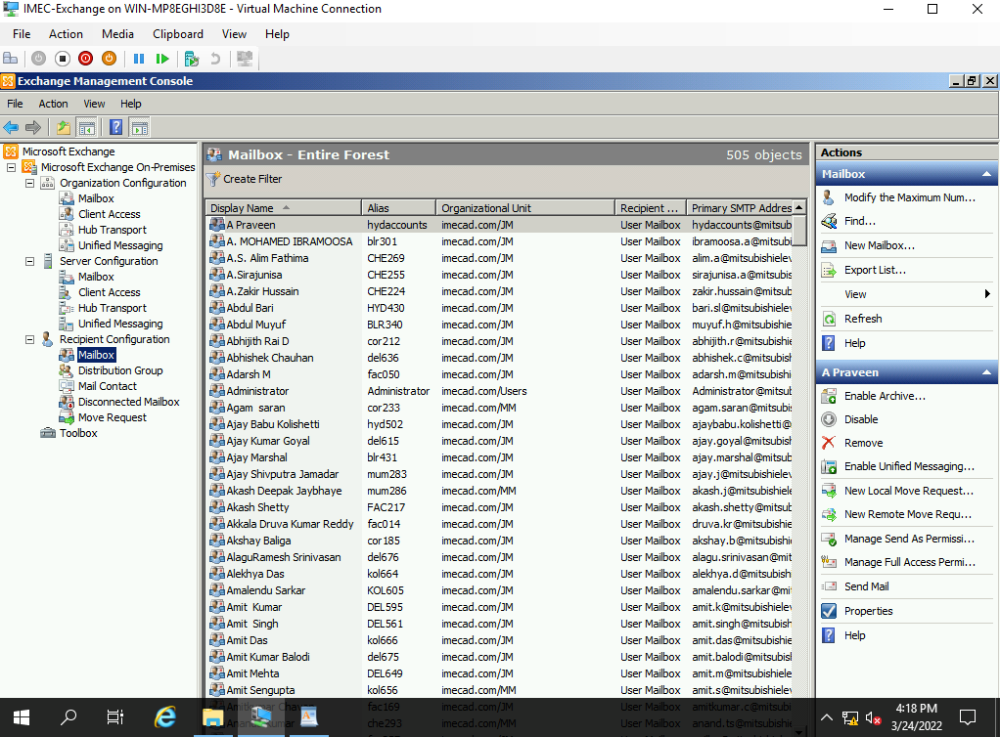 IMEC-Exchange on WIN-MP8EGHI3D8E - Virtual Machine Connection
File Action Media Clipboard View Help
Exchange Management Console
File Action View Help
Microsoft Exchange
Microsoft Exchange On-Premises
Organization Configuration
Mailbox
Client Access
Hub Transport
Unified Messaging
Server Configuration
Mailbox
Client Access
Hub Transport
Unified Messaging
Recipient Configuration
Mailbox
Distribution Group
Mail Contact
Disconnected Mailbox
Move Request
Toolbox
Mailbox - Entire Forest 505 objects
Create Filter
Display Name Alias Organizational Unit Recipient ... Primary SMTP Addres
A Praveen hydaccounts imecad.com/JM User Mailbox hydaccounts@mitsub
A. MOHAMED IBRAMOOSA blr301 imecad.com/JM User Mailbox ibramoosa.a@mitsub
A.S. Alim Fathima CHE269 imecad.com/JM User Mailbox alim.a@mitsubishielev
A.Sirajunisa CHE255 imecad.com/JM User Mailbox sirajunisa.a@mitsubi
A.Zakir Hussain CHE224 imecad.com/JM User Mailbox zakir.hussain@mitsub
Abdul Bari HYD430 imecad.com/JM User Mailbox bari.sl@mitsubishielev
Abdul Muyuf BLR340 imecad.com/JM User Mailbox muyuf.h@mitsubishie
Abhijith Rai D cor212 imecad.com/JM User Mailbox abhijith.r@mitsubishie
Abhishek Chauhan del636 imecad.com/JM User Mailbox abhishek.c@mitsubish
Adarsh M fac050 imecad.com/JM User Mailbox adarsh.m@mitsubishie
Administrator Administrator imecad.com/Users User Mailbox Administrator@mitsub
Agam saran cor233 imecad.com/MM User Mailbox agam.saran@mitsubis
Ajay Babu Kolishetti hyd502 imecad.com/JM User Mailbox ajaybabu.kolishetti@
Ajay Kumar Goyal del615 imecad.com/JM User Mailbox ajay.goyal@mitsubish
Ajay Marshal blr431 imecad.com/JM User Mailbox ajay.marshal@mitsub
Ajay Shivputra Jamadar mum283 imecad.com/JM User Mailbox ajay.j@mitsubishielev
Akash Deepak Jaybhaye mum286 imecad.com/MM User Mailbox akash.j@mitsubishiele
Akash Shetty FAC217 imecad.com/JM User Mailbox akash.shetty@mitsub
Akkala Druva Kumar Reddy fac014 imecad.com/JM User Mailbox druva.kr@mitsubishie
Akshay Baliga cor185 imecad.com/JM User Mailbox akshay.b@mitsubishie
AlaguRamesh Srinivasan del676 imecad.com/JM User Mailbox alagu.srinivasan@mit
Alekhya Das kol664 imecad.com/JM User Mailbox alekhya.d@mitsubishi
Amalendu Sarkar KOL605 imecad.com/JM User Mailbox amalendu.sarkar@mi
Amit Kumar DEL595 imecad.com/JM User Mailbox amit.k@mitsubishielev
Amit Singh DEL561 imecad.com/JM User Mailbox amit.singh@mitsubish
Amit Das kol666 imecad.com/JM User Mailbox amit.das@mitsubishie
Amit Kumar Balodi del675 imecad.com/JM User Mailbox amit.balodi@mitsubish
Amit Mehta DEL649 imecad.com/JM User Mailbox amit.m@mitsubishielev
Amit Sengupta kol656 imecad.com/MM User Mailbox amit.s@mitsubishielev
fac169 imecad.com/JM User Mailbox amitkumar.c@mitsubi
che293 imecad.com/MM User Mailbox anand.ts@mitsubishie
Actions
Mailbox
Modify the Maximum Num...
Find...
New Mailbox...
Export List...
View
Refresh
Help
A Praveen
Enable Archive...
Disable
Remove
Enable Unified Messaging...
New Local Move Request...
New Remote Move Requ...
Manage Send As Permissi...
Manage Full Access Permi...
Send Mail
Properties
Help
4:18 PM
3/24/2022